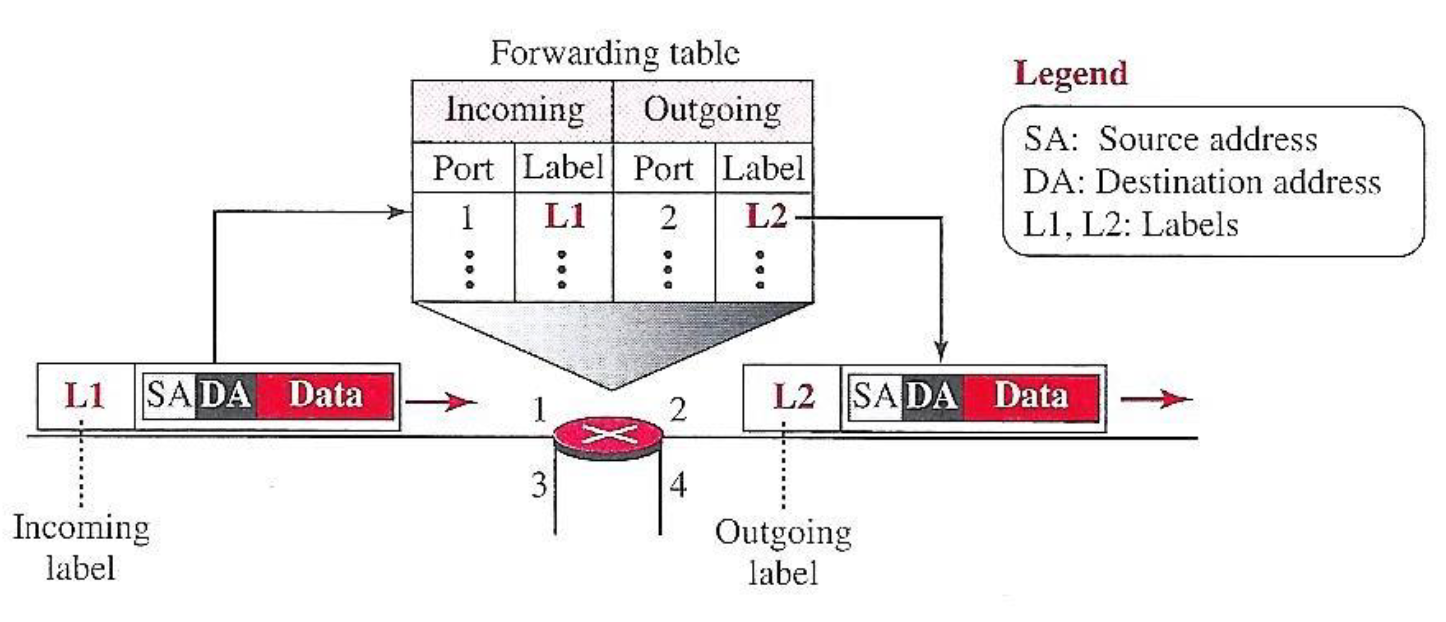 Forwarding table
Incoming Outgoing
Port Label Port Label
1 L1 2 L2
Legend
SA: Source address
DA: Destination address
L1, L2: Labels
L1 SA DA Data
1 2
3 4
L2 SA DA Data
Incoming
label
Outgoing
label